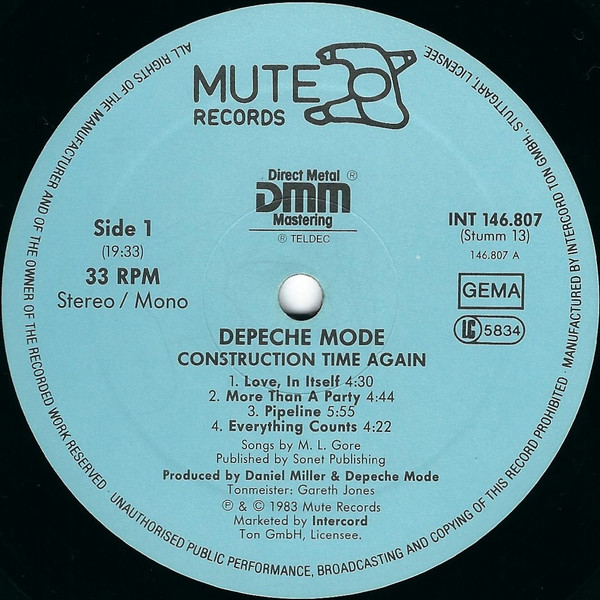 MUTE
RECORDS
Direct Metal ®
DMM
Mastering
℗ TELDEC
Side 1
(19:33)
33 RPM
Stereo / Mono
INT 146.807
(Stumm 13)
146.807 A
GEMA
LC 5834
DEPECHE MODE
CONSTRUCTION TIME AGAIN
1. Love, In Itself 4:30
2. More Than A Party 4:44
3. Pipeline 5:55
4. Everything Counts 4:22
Songs by M. L. Gore
Published by Sonet Publishing
Produced by Daniel Miller & Depeche Mode
Tonmeister: Gareth Jones
℗ & © 1983 Mute Records
Marketed by Intercord
Ton GmbH, Licensee.
ALL RIGHTS OF THE MANUFACTURER AND OF THE OWNER OF THE RECORDED WORK RESERVED · UNAUTHORISED PUBLIC PERFORMANCE, BROADCASTING AND COPYING OF THIS RECORD PROHIBITED · MANUFACTURED BY INTERCORD TON GMBH, STUTTGART, LICENSEE.